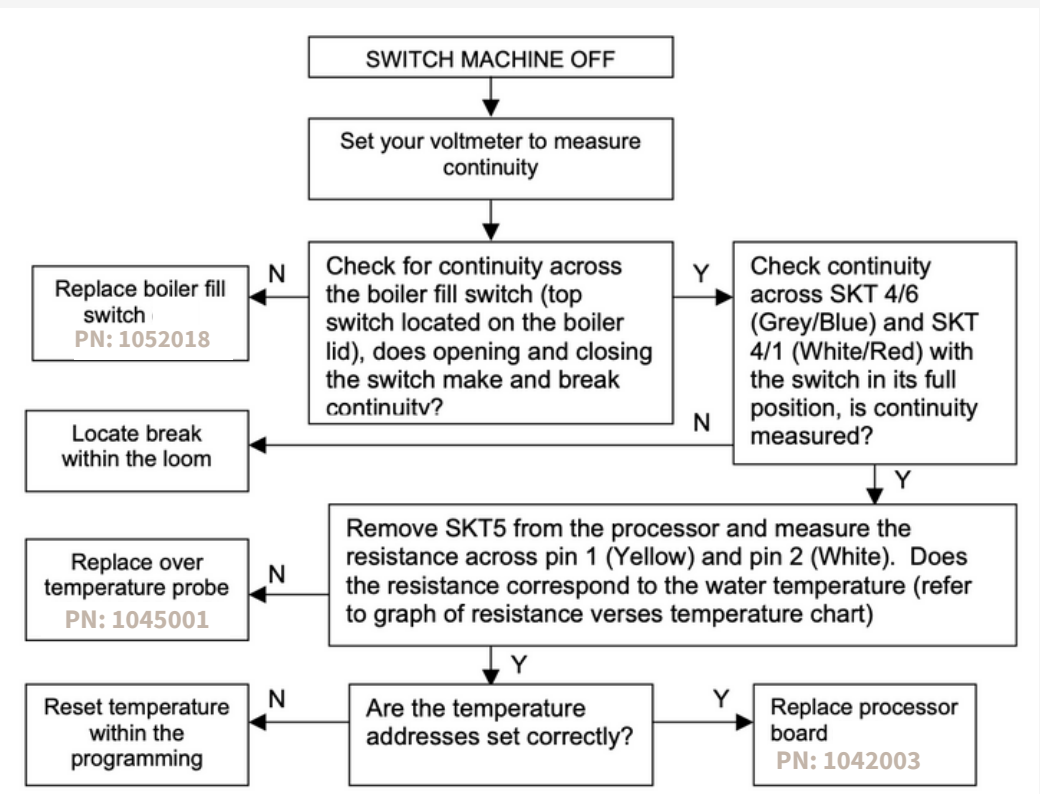 SWITCH MACHINE OFF
Set your voltmeter to measure
continuity
N
Check for continuity across
the boiler fill switch (top
switch located on the boiler
lid), does opening and closing
the switch make and break
continuity?
Y
Check continuity
across SKT 4/6
(Grey/Blue) and SKT
4/1 (White/Red) with
the switch in its full
position, is continuity
measured?
Replace boiler fill
switch
PN: 1052018
N
Locate break
within the loom
Y
Remove SKT5 from the processor and measure the
resistance across pin 1 (Yellow) and pin 2 (White). Does
the resistance correspond to the water temperature (refer
to graph of resistance verses temperature chart)
N
Replace over
temperature probe
PN: 1045001
Y
Are the temperature
addresses set correctly?
N
Reset temperature
within the
programming
Y
Replace processor
board
PN: 1042003